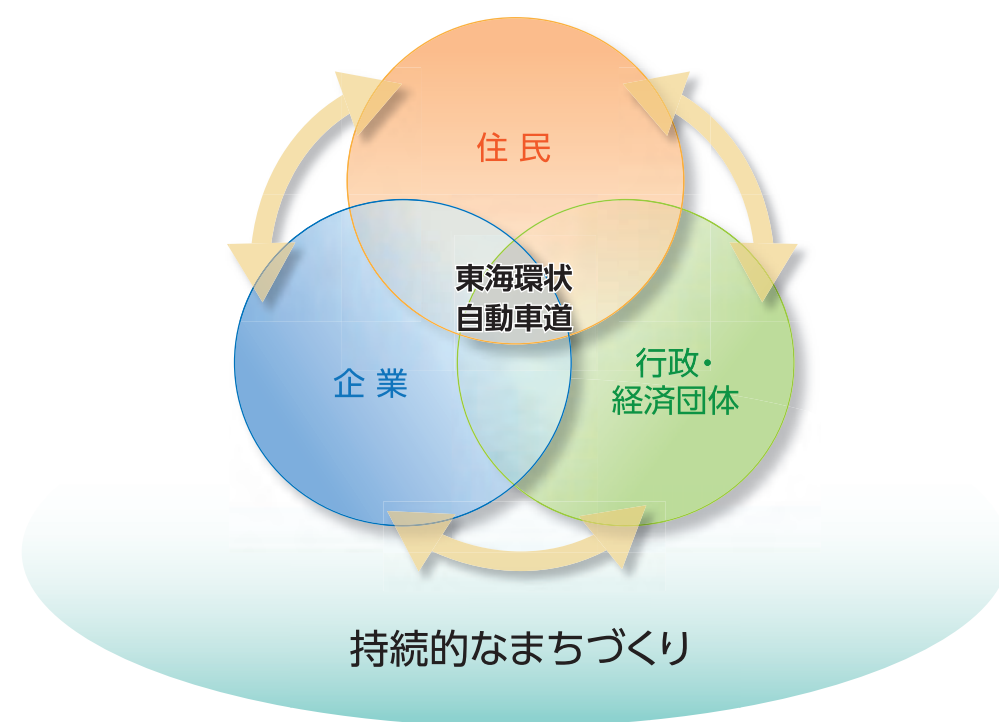 住 民
東海環状
自動車道
企 業
行政・
経済団体
持続的なまちづくり